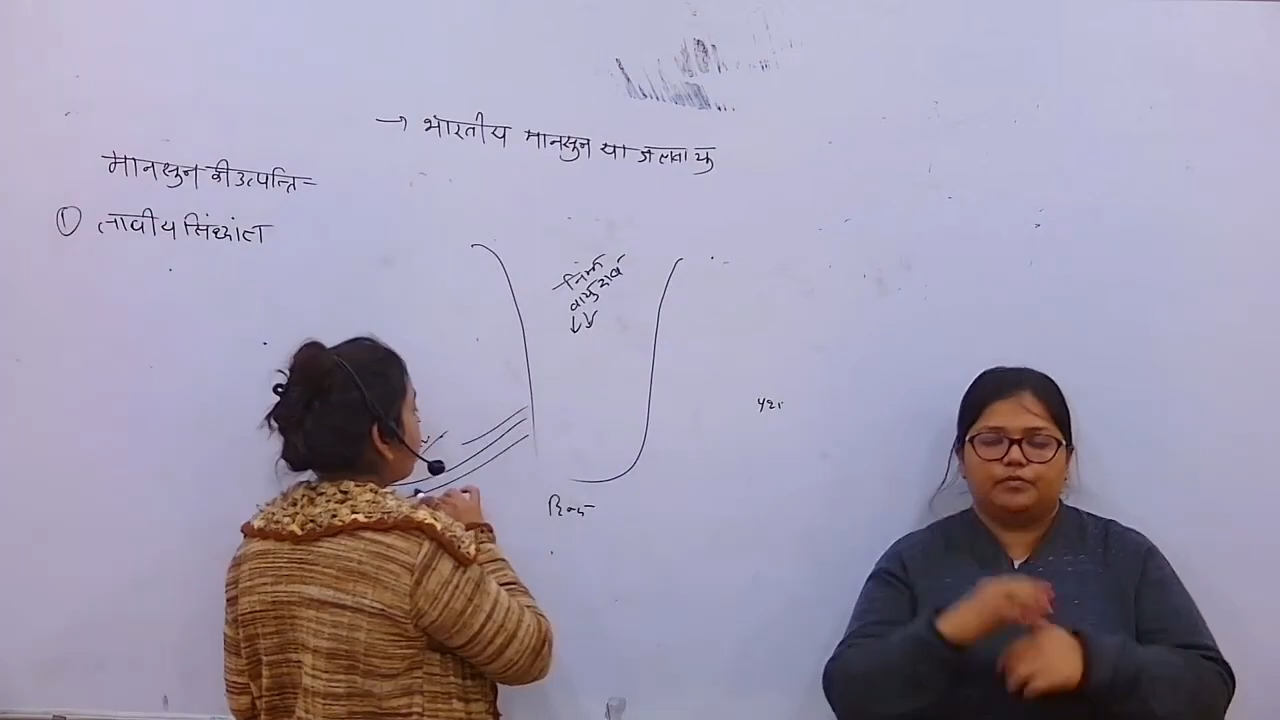 → भारतीय मानसुन या जलवायु
मानसुन की उत्पत्ति -
① तापीय सिंध्धांत
निम्न
वायु दाब
हिन्द